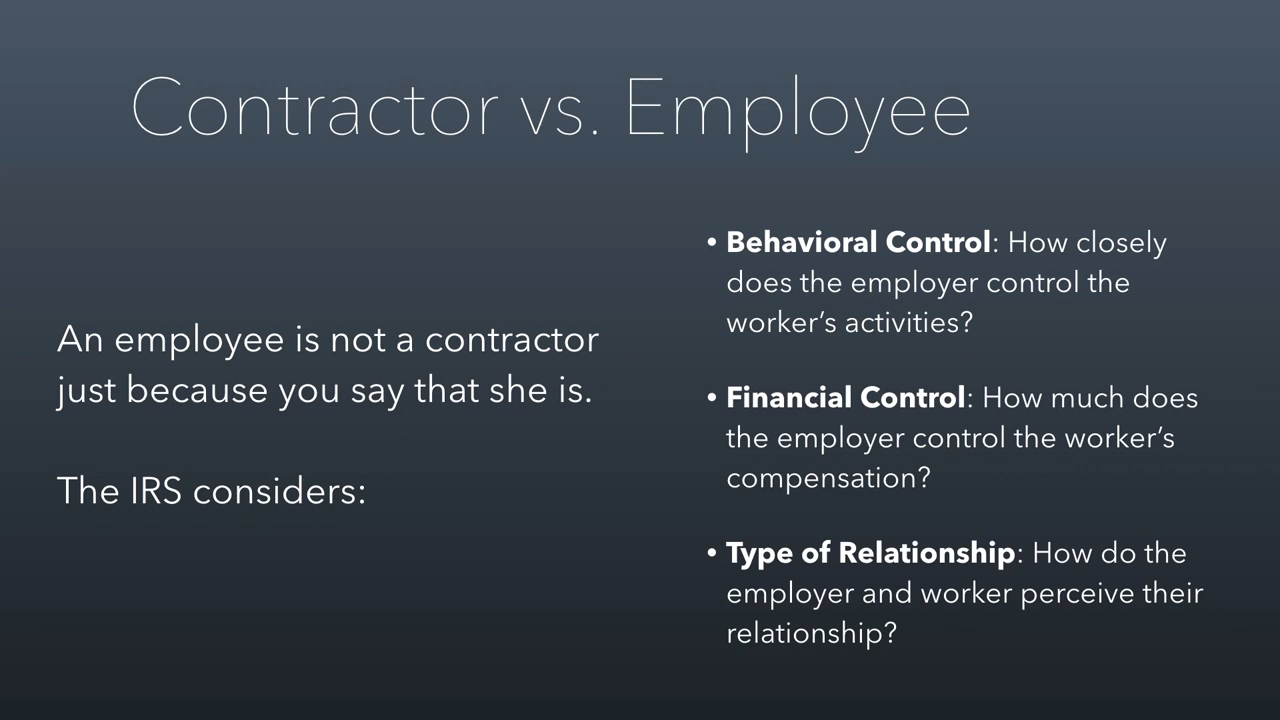 Contractor vs. Employee
An employee is not a contractor
just because you say that she is.
The IRS considers:
• Behavioral Control: How closely
does the employer control the
worker’s activities?
• Financial Control: How much does
the employer control the worker’s
compensation?
• Type of Relationship: How do the
employer and worker perceive their
relationship?